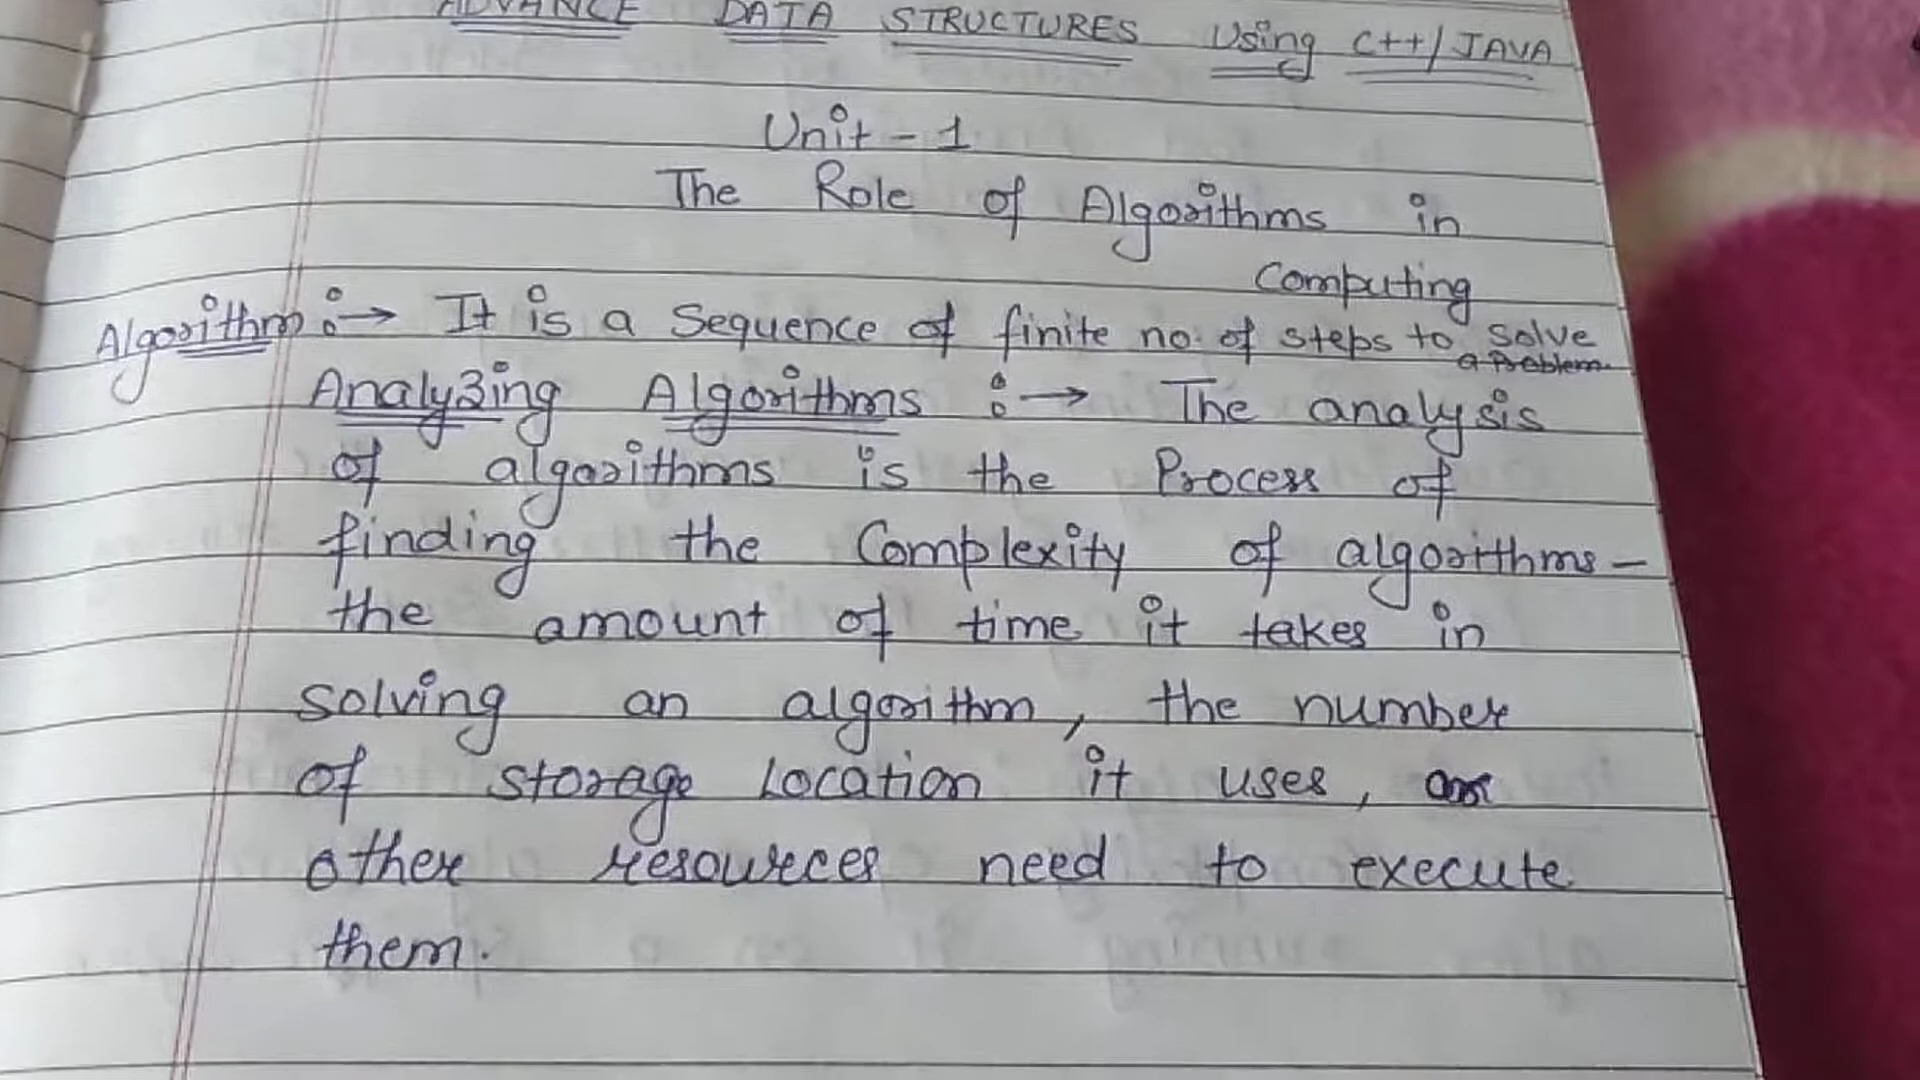 ADVANCE DATA STRUCTURES Using C++/JAVA
Unit - 1
The Role of Algorithms in
Computing
Algorithm :→ It is a Sequence of finite no. of steps to solve
a Problem.
Analyzing Algorithms :→ The analysis
of algorithms is the Process of
finding the Complexity of algorithms -
the amount of time it takes in
solving an algorithm, the number
of storage Location it uses, or
other resources need to execute
them.